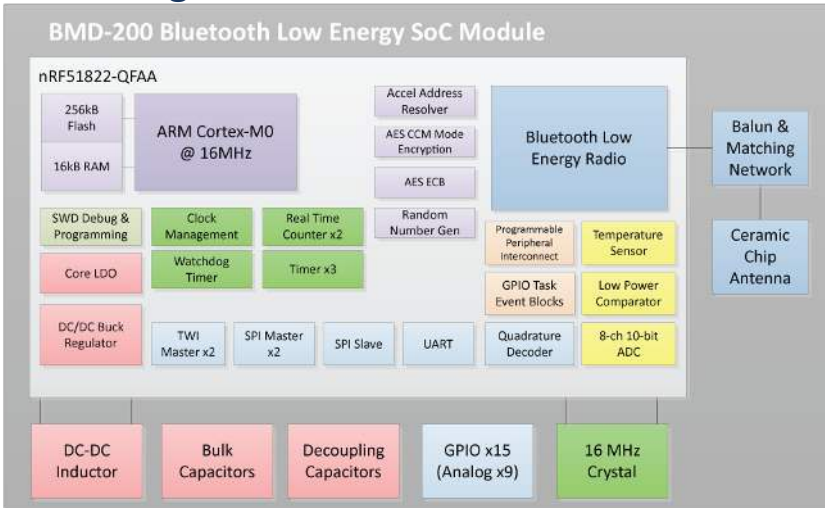 BMD-200 Bluetooth Low Energy SoC Module
nRF51822-QFAA
256kB
Flash
16kB RAM
ARM Cortex-M0
@ 16MHz
Accel Address
Resolver
AES CCM Mode
Encryption
AES ECB
Random
Number Gen
Bluetooth Low
Energy Radio
Balun &
Matching
Network
Ceramic
Chip
Antenna
SWD Debug &
Programming
Clock
Management
Real Time
Counter x2
Core LDO
Watchdog
Timer
Timer x3
Programmable
Peripheral
Interconnect
Temperature
Sensor
GPIO Task
Event Blocks
Low Power
Comparator
DC/DC Buck
Regulator
TWI
Master x2
SPI Master
x2
SPI Slave
UART
Quadrature
Decoder
8-ch 10-bit
ADC
DC-DC
Inductor
Bulk
Capacitors
Decoupling
Capacitors
GPIO x15
(Analog x9)
16 MHz
Crystal